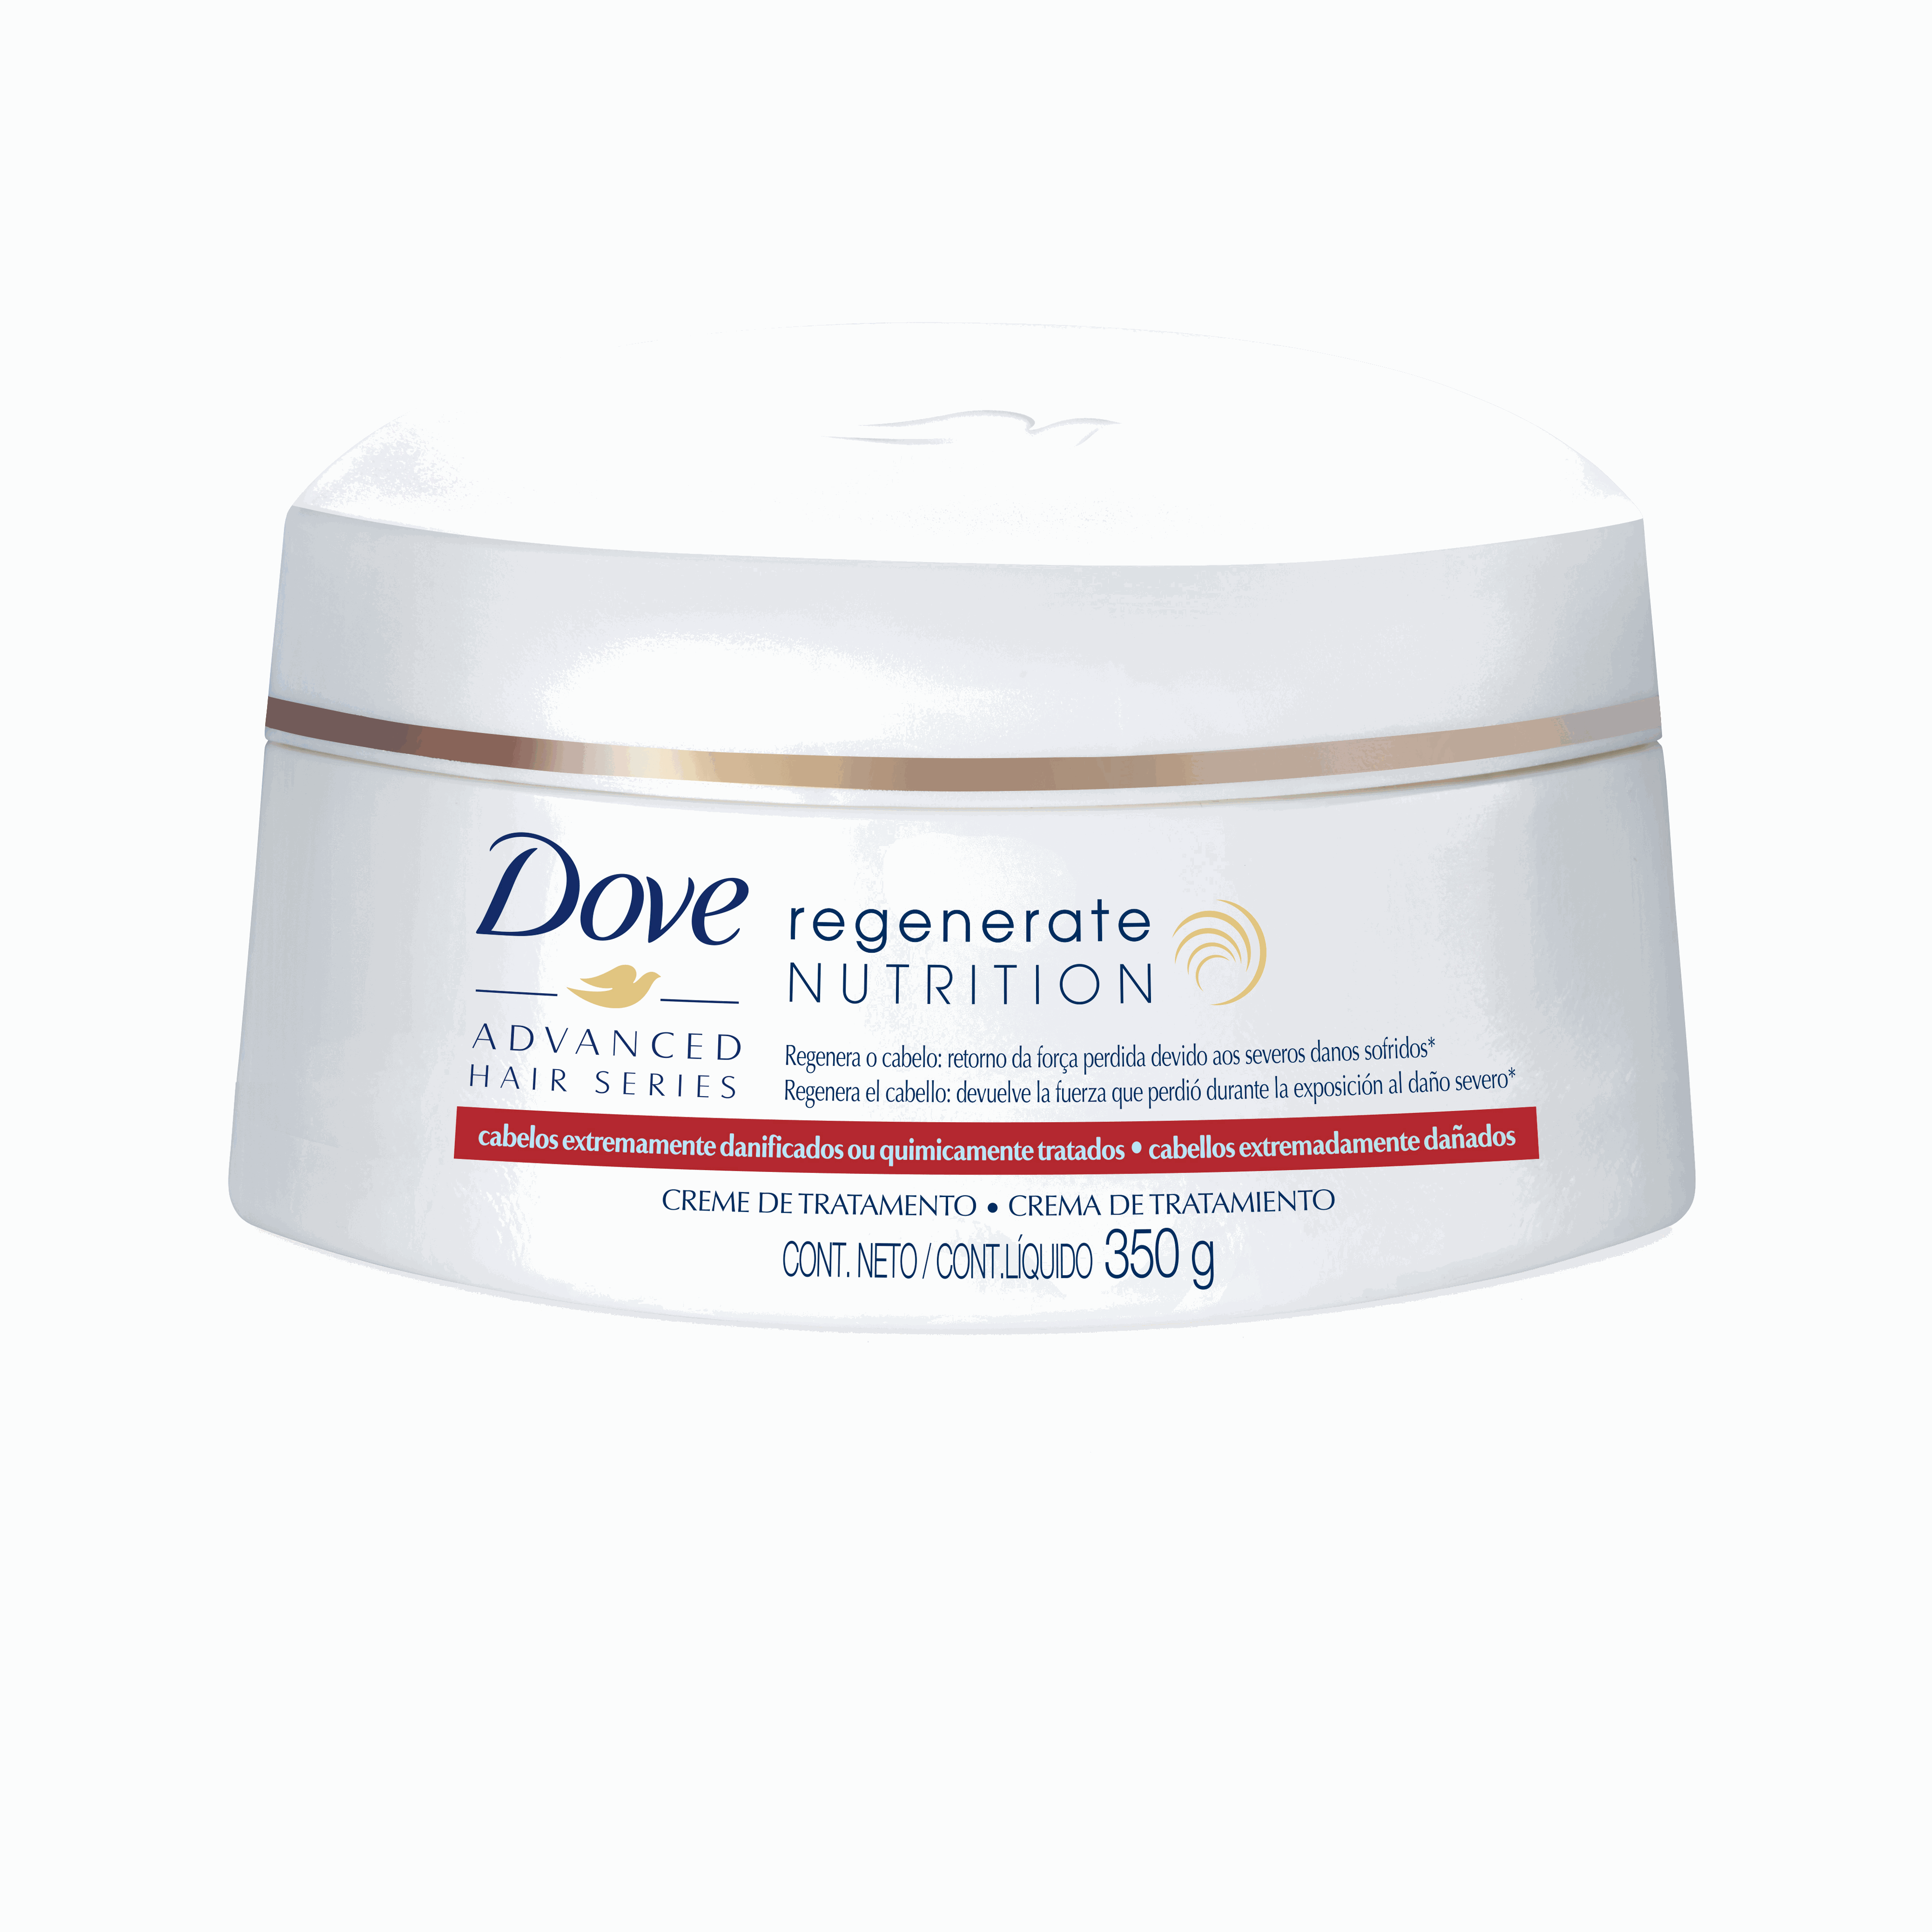 Dove
ADVANCED
HAIR SERIES
regenerate
NUTRITION
Regenera o cabelo: retorno da força perdida devido aos severos danos sofridos*
Regenera el cabello: devuelve la fuerza que perdió durante la exposición al daño severo*
cabelos extremamente danificados ou quimicamente tratados • cabellos extremadamente dañados
CREME DE TRATAMENTO • CREMA DE TRATAMIENTO
CONT. NETO / CONT.LÍQUIDO 350 g